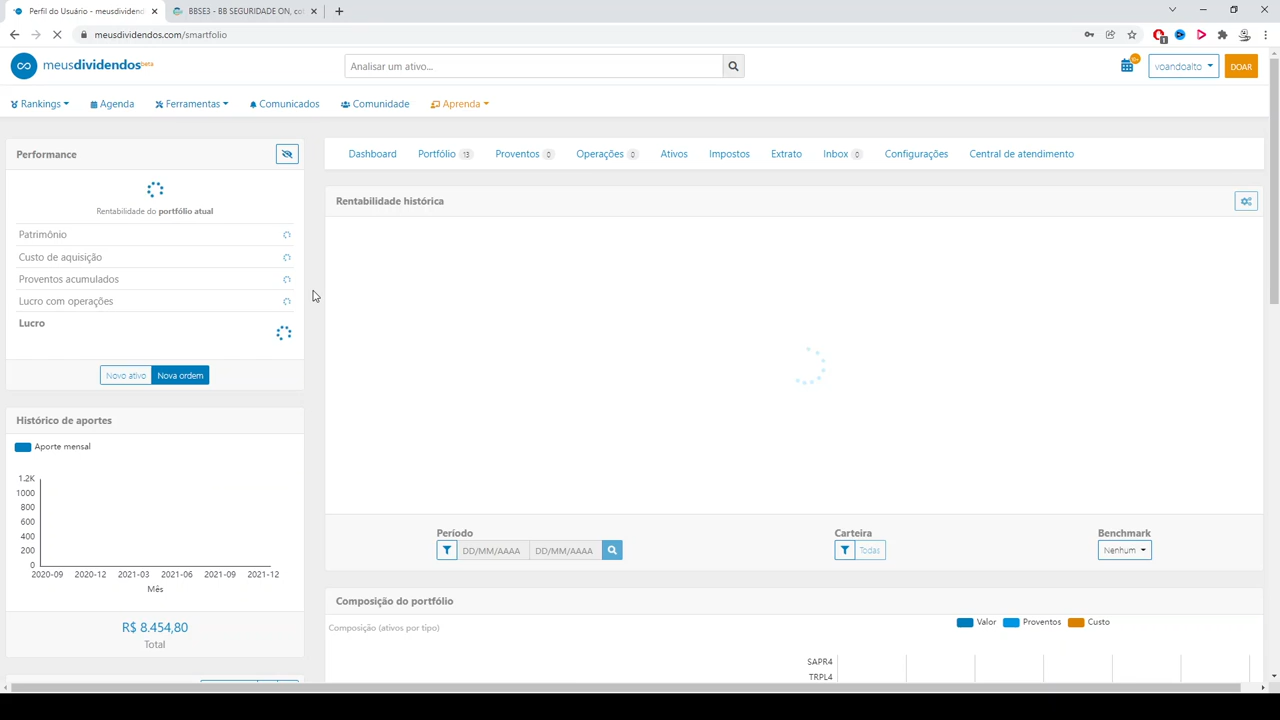 Perfil do Usuário - meusdividend
BBSE3 - BB SEGURIDADE ON, co
meusdividendos.com/smartfolio
1
meusdividendosbeta
Analisar um ativo...
voandoalto
DOAR
Rankings
Agenda
Ferramentas
Comunicados
Comunidade
Aprenda
Performance
Dashboard
Portfólio 13
Proventos 0
Operações 0
Ativos
Impostos
Extrato
Inbox 0
Configurações
Central de atendimento
Rentabilidade do portfólio atual
Patrimônio
Custo de aquisição
Proventos acumulados
Lucro com operações
Lucro
Novo ativo
Nova ordem
Rentabilidade histórica
Histórico de aportes
Aporte mensal
1.2K
1000
800
600
400
200
0
2020-09 2020-12 2021-03 2021-06 2021-09 2021-12
Mês
R$ 8.454,80
Total
Período
DD/MM/AAAA DD/MM/AAAA
Carteira
Todas
Benchmark
Nenhum
Composição do portfólio
Composição (ativos por tipo)
Valor
Proventos
Custo
SAPR4
TRPL4